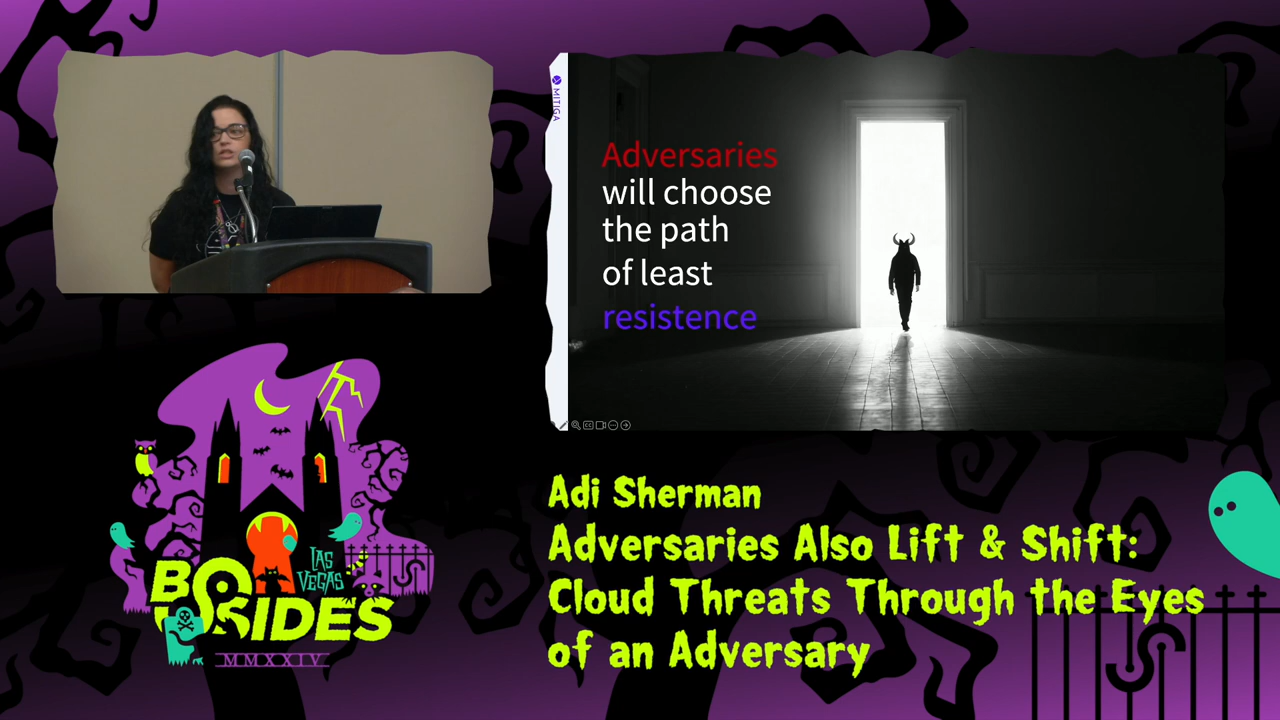 MITIGA
Adversaries
will choose
the path
of least
resistence
BSIDES
LAS
VEGAS
MMXXIV
Adi Sherman
Adversaries Also Lift & Shift:
Cloud Threats Through the Eyes
of an Adversary